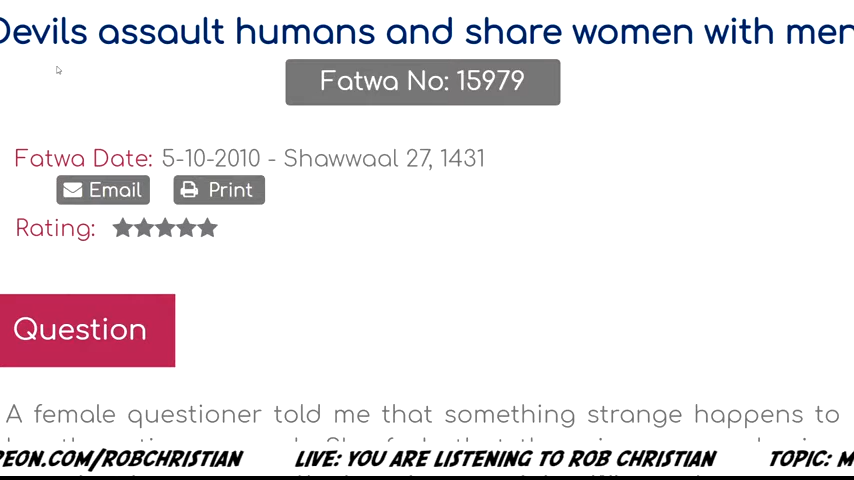 Devils assault humans and share women with men
Fatwa No: 15979
Fatwa Date: 5-10-2010 - Shawwaal 27, 1431
Email Print
Rating:
Question
A female questioner told me that something strange happens to
EON.COM/ROBCHRISTIAN LIVE: YOU ARE LISTENING TO ROB CHRISTIAN TOPIC: M